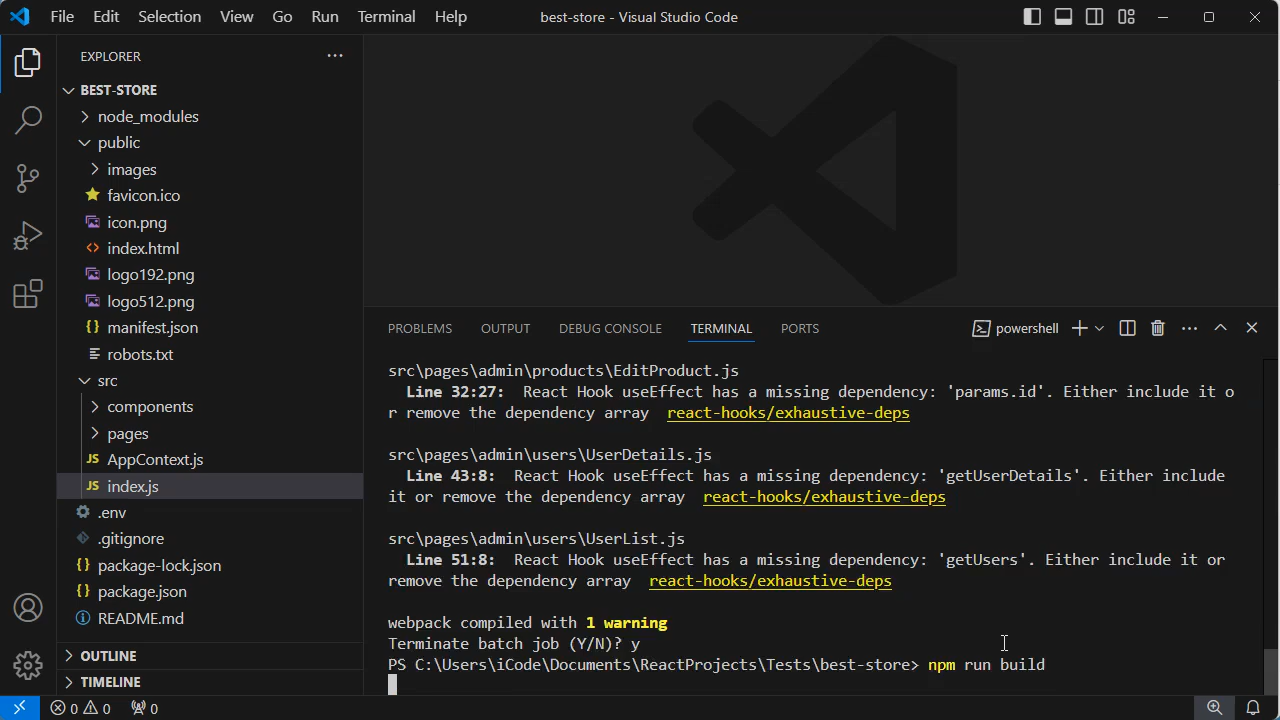 File Edit Selection View Go Run Terminal Help best-store - Visual Studio Code
EXPLORER
BEST-STORE
node_modules
public
images
favicon.ico
icon.png
index.html
logo192.png
logo512.png
manifest.json
robots.txt
src
components
pages
JS AppContext.js
JS index.js
.env
.gitignore
{} package-lock.json
{} package.json
README.md
OUTLINE
TIMELINE
PROBLEMS OUTPUT DEBUG CONSOLE TERMINAL PORTS powershell
src\pages\admin\products\EditProduct.js
Line 32:27: React Hook useEffect has a missing dependency: 'params.id'. Either include it o
r remove the dependency array react-hooks/exhaustive-deps
src\pages\admin\users\UserDetails.js
Line 43:8: React Hook useEffect has a missing dependency: 'getUserDetails'. Either include
it or remove the dependency array react-hooks/exhaustive-deps
src\pages\admin\users\UserList.js
Line 51:8: React Hook useEffect has a missing dependency: 'getUsers'. Either include it or
remove the dependency array react-hooks/exhaustive-deps
webpack compiled with 1 warning
Terminate batch job (Y/N)? y
PS C:\Users\iCode\Documents\ReactProjects\Tests\best-store> npm run build
0 0 0